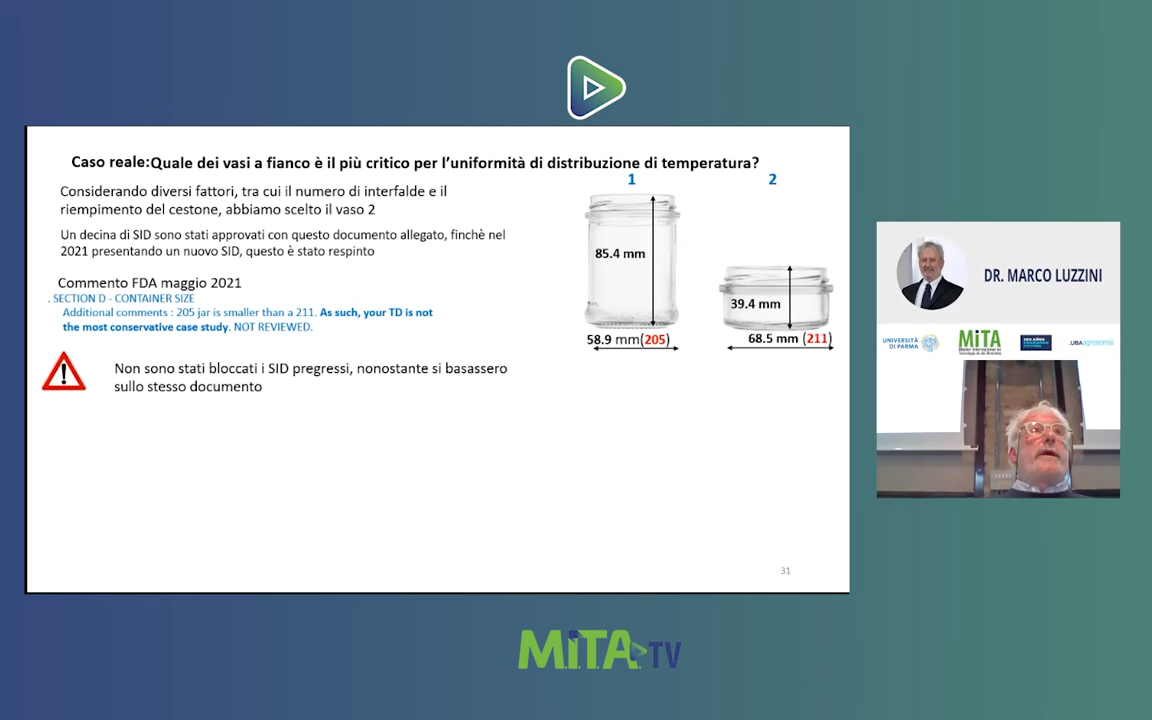 Caso reale:Quale dei vasi a fianco è il più critico per l'uniformità di distribuzione di temperatura?
1
2
Considerando diversi fattori, tra cui il numero di interfalde e il
riempimento del cestone, abbiamo scelto il vaso 2
Un decina di SID sono stati approvati con questo documento allegato, finchè nel
2021 presentando un nuovo SID, questo è stato respinto
Commento FDA maggio 2021
. SECTION D - CONTAINER SIZE
Additional comments : 205 jar is smaller than a 211. As such, your TD is not
the most conservative case study. NOT REVIEWED.
85.4 mm
39.4 mm
58.9 mm(205)
68.5 mm (211)
Non sono stati bloccati i SID pregressi, nonostante si basassero
sullo stesso documento
31
DR. MARCO LUZZINI
UNIVERSITÀ
DI PARMA
MiTA
.UBAagronomía
M.i.T.A. TV